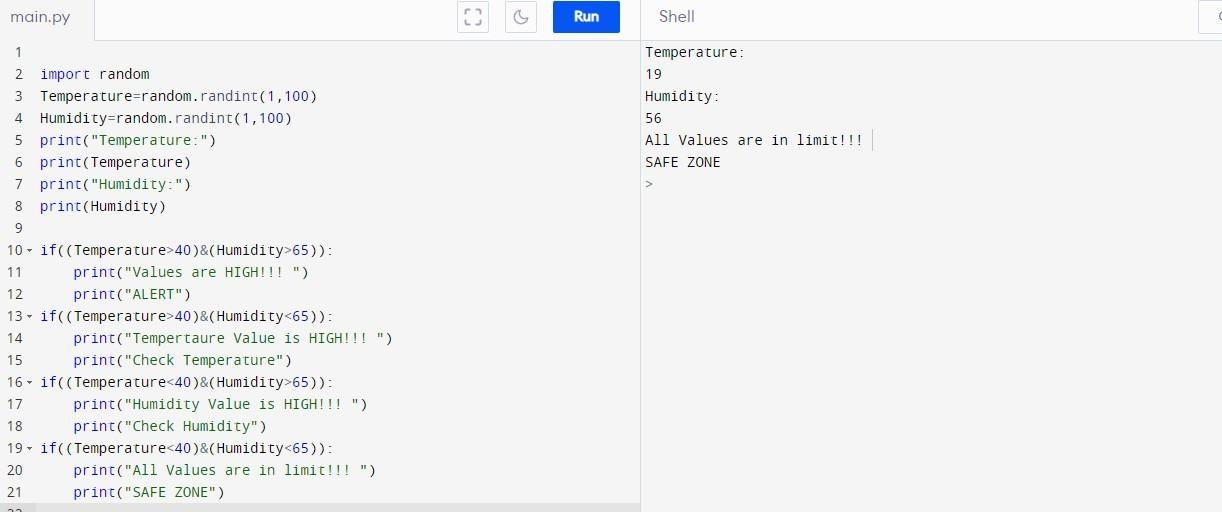 main.py
Run
Shell
1
2 import random
3 Temperature=random.randint(1,100)
4 Humidity=random.randint(1,100)
5 print("Temperature:")
6 print(Temperature)
7 print("Humidity:")
8 print(Humidity)
9
10 if((Temperature>40)&(Humidity>65)):
11     print("Values are HIGH!!! ")
12     print("ALERT")
13 if((Temperature>40)&(Humidity<65)):
14     print("Tempertaure Value is HIGH!!! ")
15     print("Check Temperature")
16 if((Temperature<40)&(Humidity>65)):
17     print("Humidity Value is HIGH!!! ")
18     print("Check Humidity")
19 if((Temperature<40)&(Humidity<65)):
20     print("All Values are in limit!!! ")
21     print("SAFE ZONE")
Temperature:
19
Humidity:
56
All Values are in limit!!!
SAFE ZONE
>